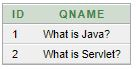 ID QNAME
1 What is Java?
2 What is Servlet?